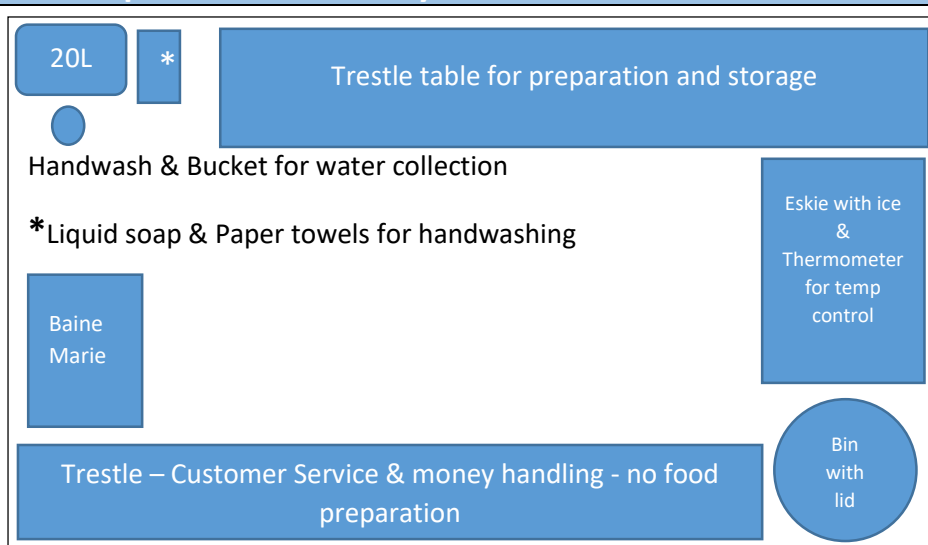 20L
*
Trestle table for preparation and storage
Handwash & Bucket for water collection
*Liquid soap & Paper towels for handwashing
Eskie with ice
&
Thermometer
for temp
control
Baine
Marie
Trestle – Customer Service & money handling - no food
preparation
Bin
with
lid